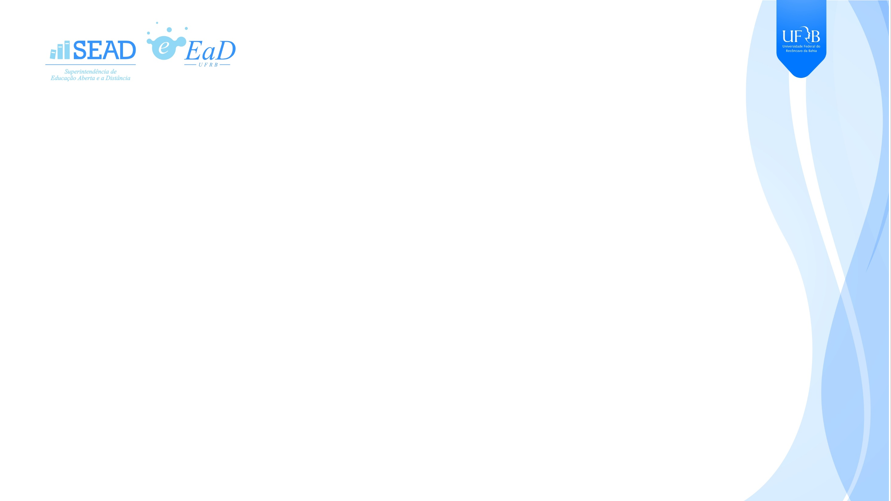 SEAD
Superintendência de
Educação Aberta e a Distância
e EaD
UFRB
UFRB
Universidade Federal do
Recôncavo da Bahia